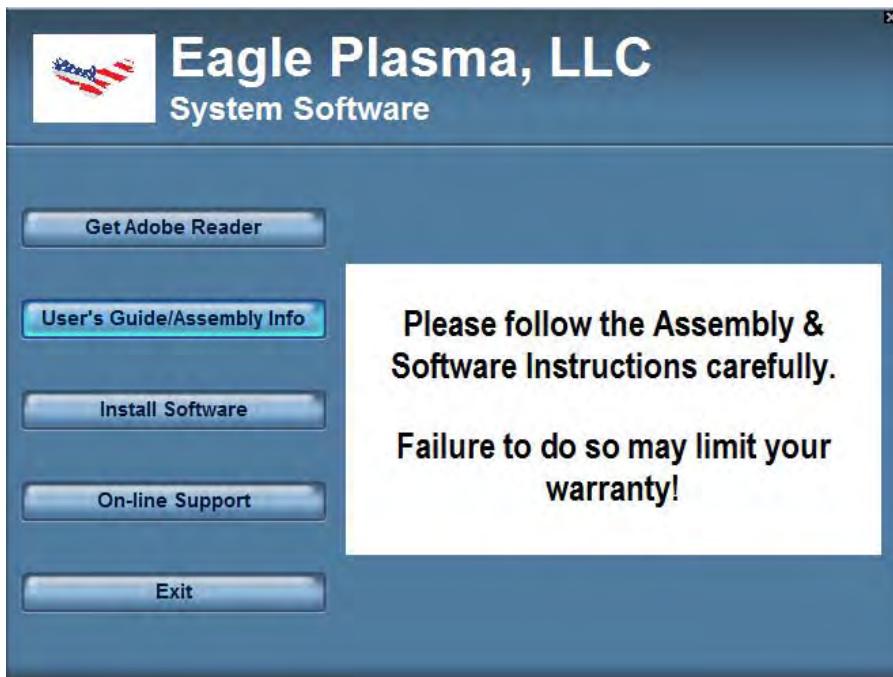 Eagle Plasma, LLC
System Software
Get Adobe Reader
User's Guide/Assembly Info
Install Software
On-line Support
Exit
Please follow the Assembly &
Software Instructions carefully.
Failure to do so may limit your
warranty!